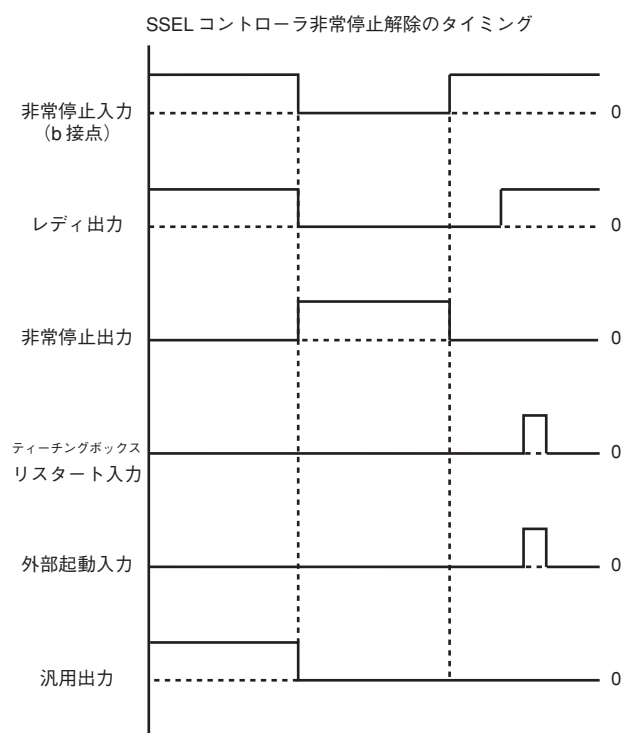 SSEL コントローラ非常停止解除のタイミング
非常停止入力
（b 接点）
0
レディ出力
0
非常停止出力
0
ティーチングボックス
リスタート入力
0
外部起動入力
0
汎用出力
0